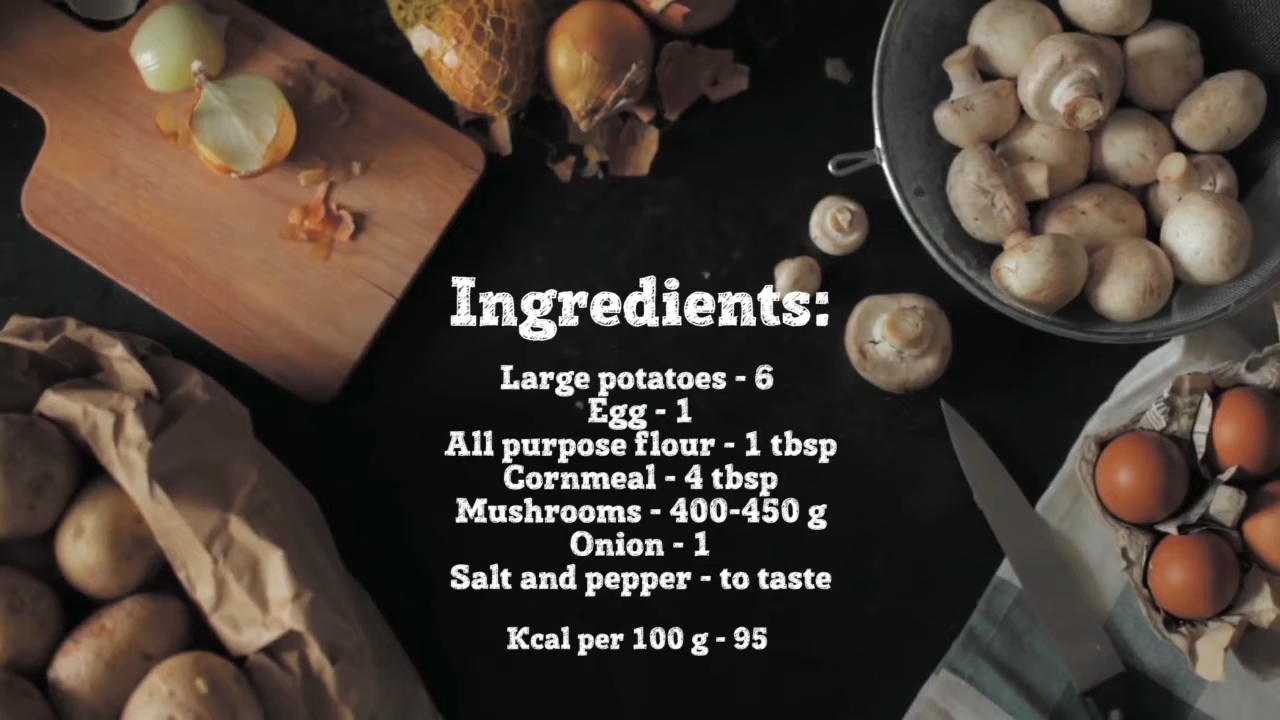 Ingredients:
Large potatoes - 6
Egg - 1
All purpose flour - 1 tbsp
Cornmeal - 4 tbsp
Mushrooms - 400-450 g
Onion - 1
Salt and pepper - to taste
Kcal per 100 g - 95